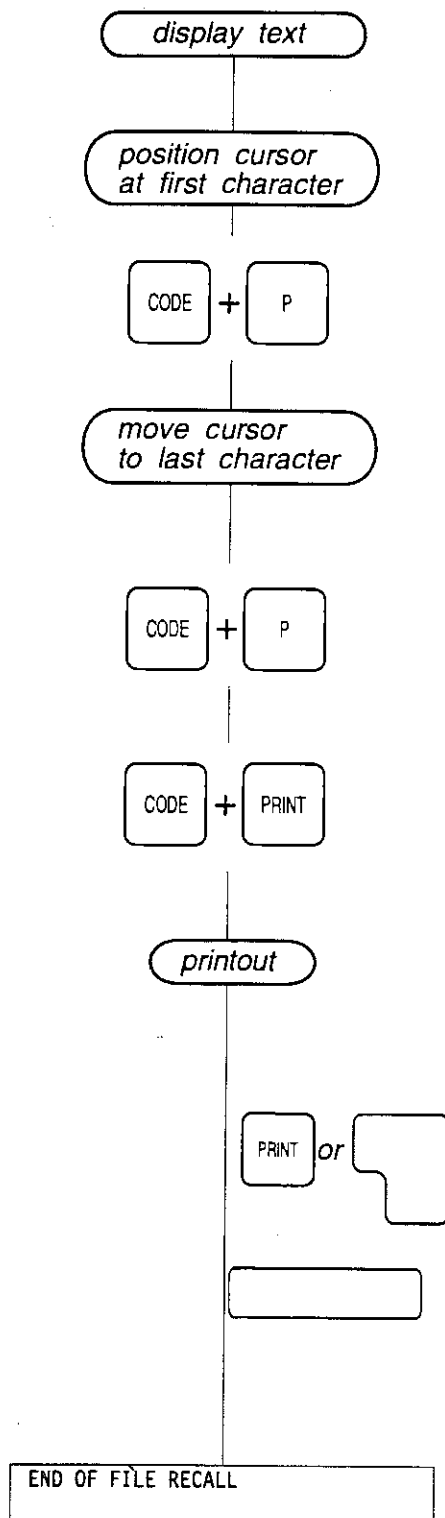 display text
position cursor
at first character
CODE + P
move cursor
to last character
CODE + P
CODE + PRINT
printout
PRINT or
END OF FILE RECALL